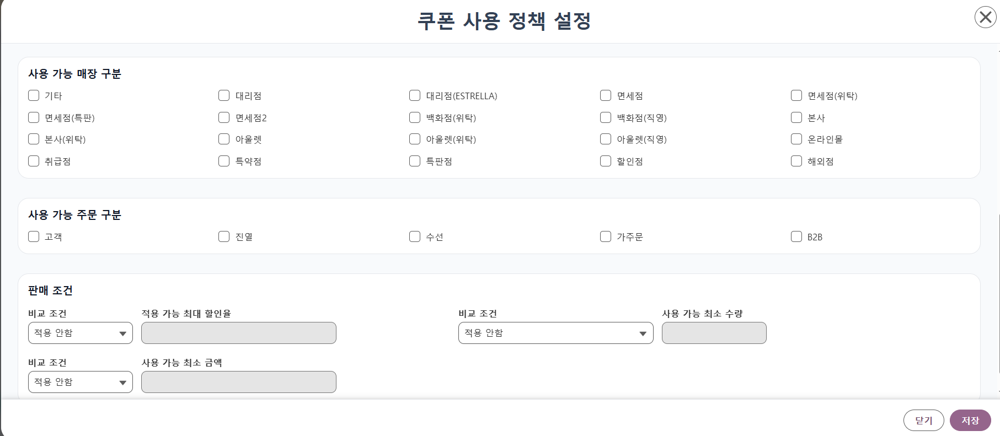 쿠폰 사용 정책 설정
사용 가능 매장 구분
기타 대리점 대리점(ESTRELLA) 면세점 면세점(위탁)
면세점(특판) 면세점2 백화점(위탁) 백화점(직영) 본사
본사(위탁) 아울렛 아울렛(위탁) 아울렛(직영) 온라인몰
취급점 특약점 특판점 할인점 해외점
사용 가능 주문 구분
고객 진열 수선 가주문 B2B
판매 조건
비교 조건 적용 가능 최대 할인율 비교 조건 사용 가능 최소 수량
적용 안함 적용 안함
비교 조건 사용 가능 최소 금액
적용 안함
닫기 저장